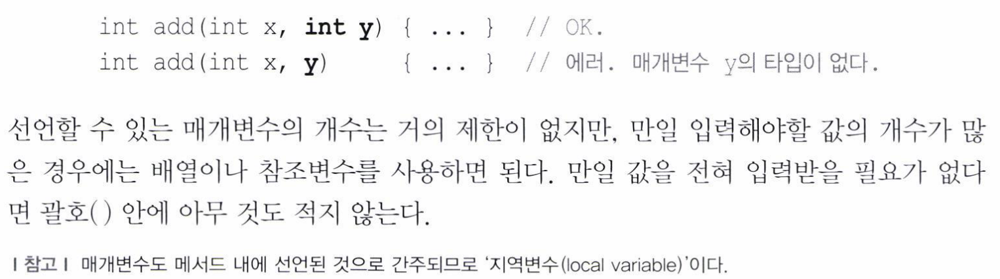 int add(int x, int y) { ... } // OK.
int add(int x, y) { ... } // 에러. 매개변수 y의 타입이 없다.
선언할 수 있는 매개변수의 개수는 거의 제한이 없지만, 만일 입력해야할 값의 개수가 많
은 경우에는 배열이나 참조변수를 사용하면 된다. 만일 값을 전혀 입력받을 필요가 없다
면 괄호( ) 안에 아무 것도 적지 않는다.
| 참고 | 매개변수도 메서드 내에 선언된 것으로 간주되므로 ‘지역변수(local variable)’이다.